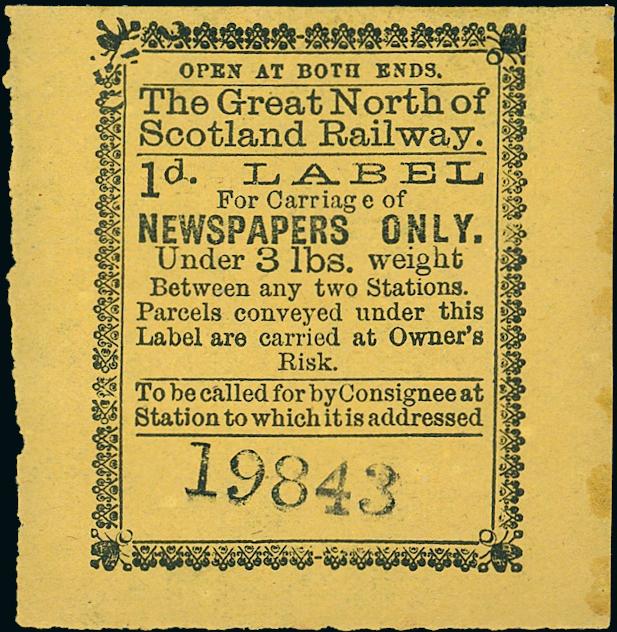 OPEN AT BOTH ENDS.
The Great North of
Scotland Railway.
1d. LABEL
For Carriage of
NEWSPAPERS ONLY.
Under 3 lbs. weight
Between any two Stations.
Parcels conveyed under this
Label are carried at Owner's
Risk.
To be called for by Consignee at
Station to which it is addressed
19843